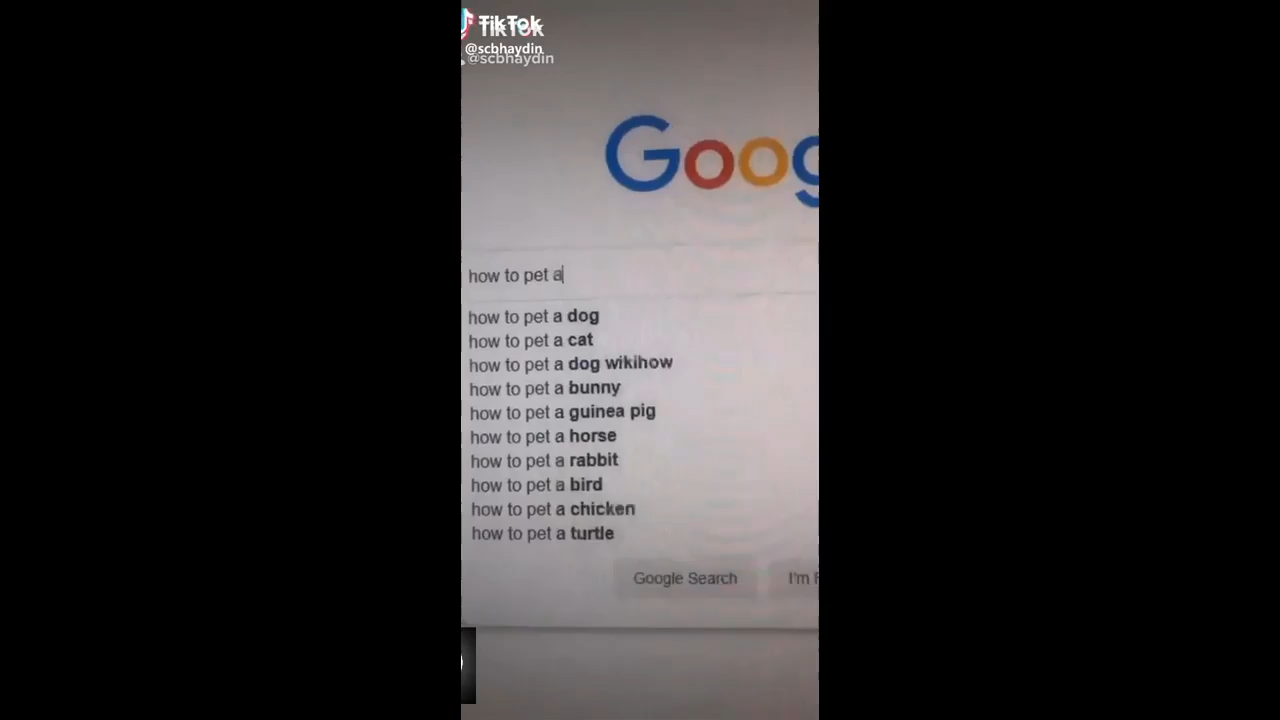 TikTok
@scbhaydin
@scbhaydin
Goog
how to pet a
how to pet a dog
how to pet a cat
how to pet a dog wikihow
how to pet a bunny
how to pet a guinea pig
how to pet a horse
how to pet a rabbit
how to pet a bird
how to pet a chicken
how to pet a turtle
Google Search
I'm